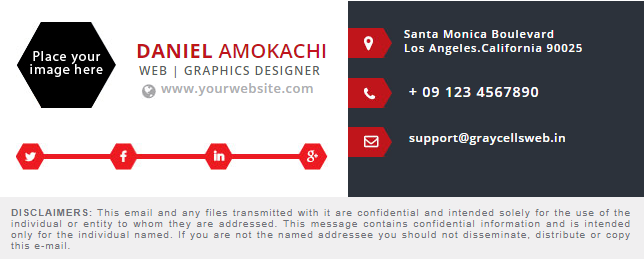 Place your
image here
DANIEL AMOKACHI
WEB | GRAPHICS DESIGNER
www.yourwebsite.com
f
in
g+
Santa Monica Boulevard
Los Angeles.California 90025
+ 09 123 4567890
support@graycellsweb.in
DISCLAIMERS: This email and any files transmitted with it are confidential and intended solely for the use of the
individual or entity to whom they are addressed. This message contains confidential information and is intended
only for the individual named. If you are not the named addressee you should not disseminate, distribute or copy
this e-mail.